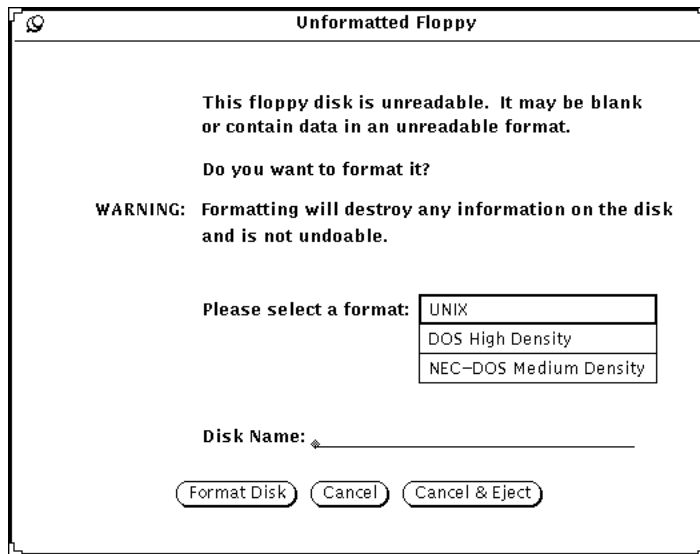 Unformatted Floppy
This floppy disk is unreadable. It may be blank
or contain data in an unreadable format.
Do you want to format it?
WARNING: Formatting will destroy any information on the disk
and is not undoable.
Please select a format: UNIX
DOS High Density
NEC-DOS Medium Density
Disk Name:
Format Disk Cancel Cancel & Eject